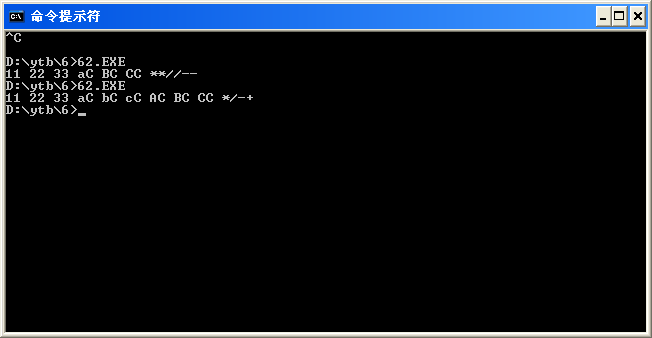 命令提示符
^C
D:\ytb\6>62.EXE
11 22 33 aC BC CC **//--
D:\ytb\6>62.EXE
11 22 33 aC bC cC AC BC CC */-+
D:\ytb\6>_